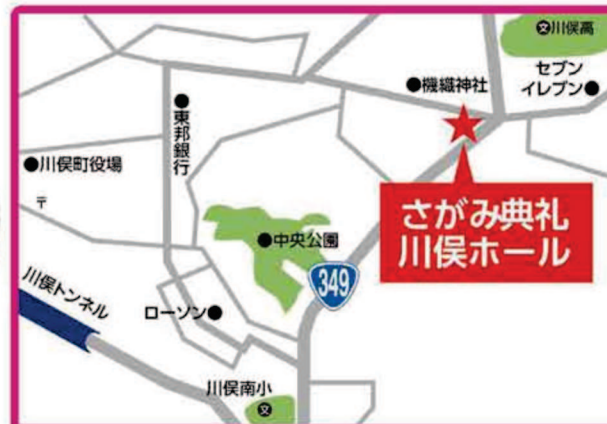 文川俣高
機織神社
セブン
イレブン
東邦銀行
川俣町役場
〒
さがみ典礼
川俣ホール
中央公園
349
川俣トンネル
ローソン
川俣南小
文